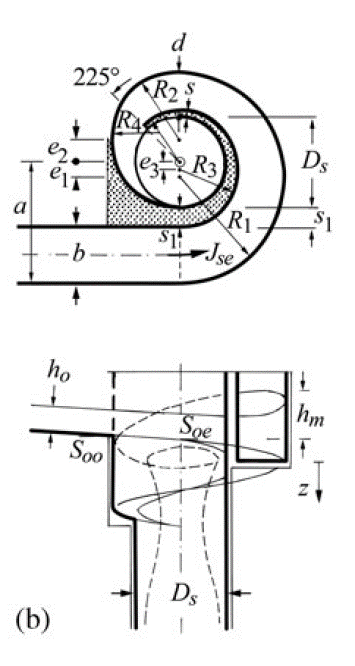 d
225°
R2
s
R4
e2
e3
R3
Ds
e1
a
s1
s1
R1
b
Jse
ho
hm
Soo
Soe
z
Ds
(b)